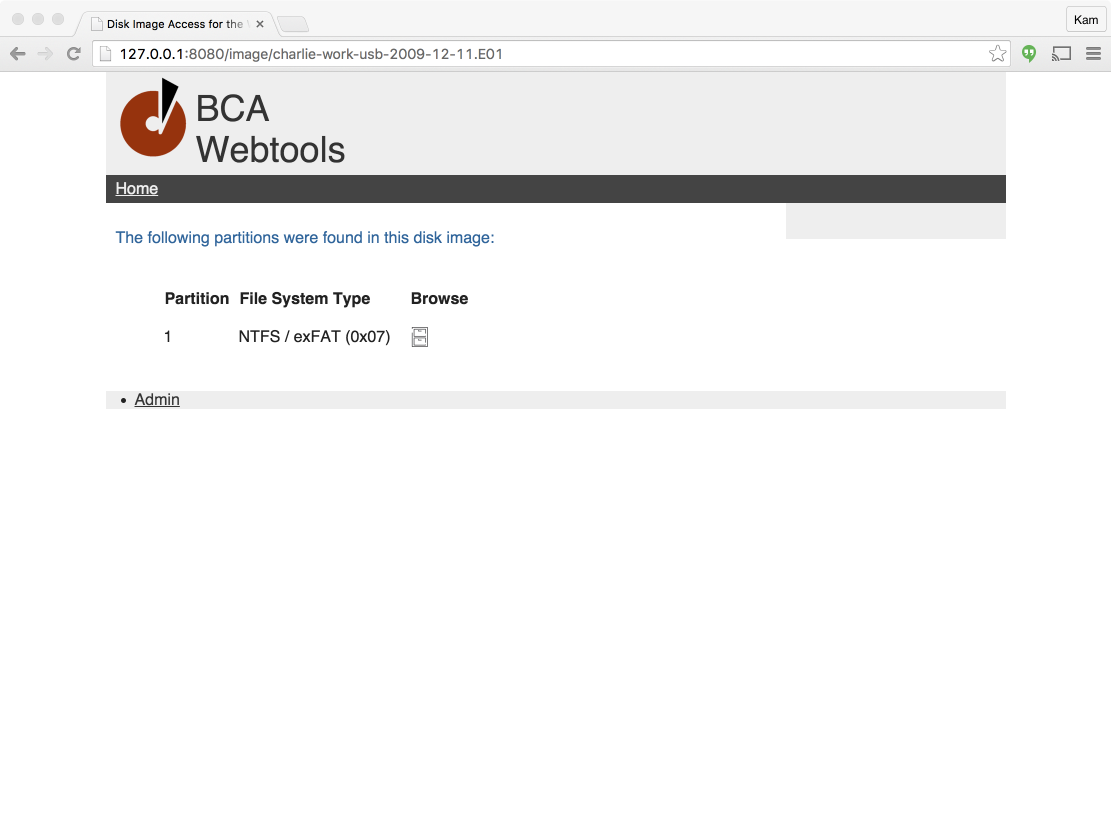 Disk Image Access for the
Kam
127.0.0.1:8080/image/charlie-work-usb-2009-12-11.E01
BCA
Webtools
Home
The following partitions were found in this disk image:
Partition File System Type Browse
1 NTFS / exFAT (0x07)
Admin